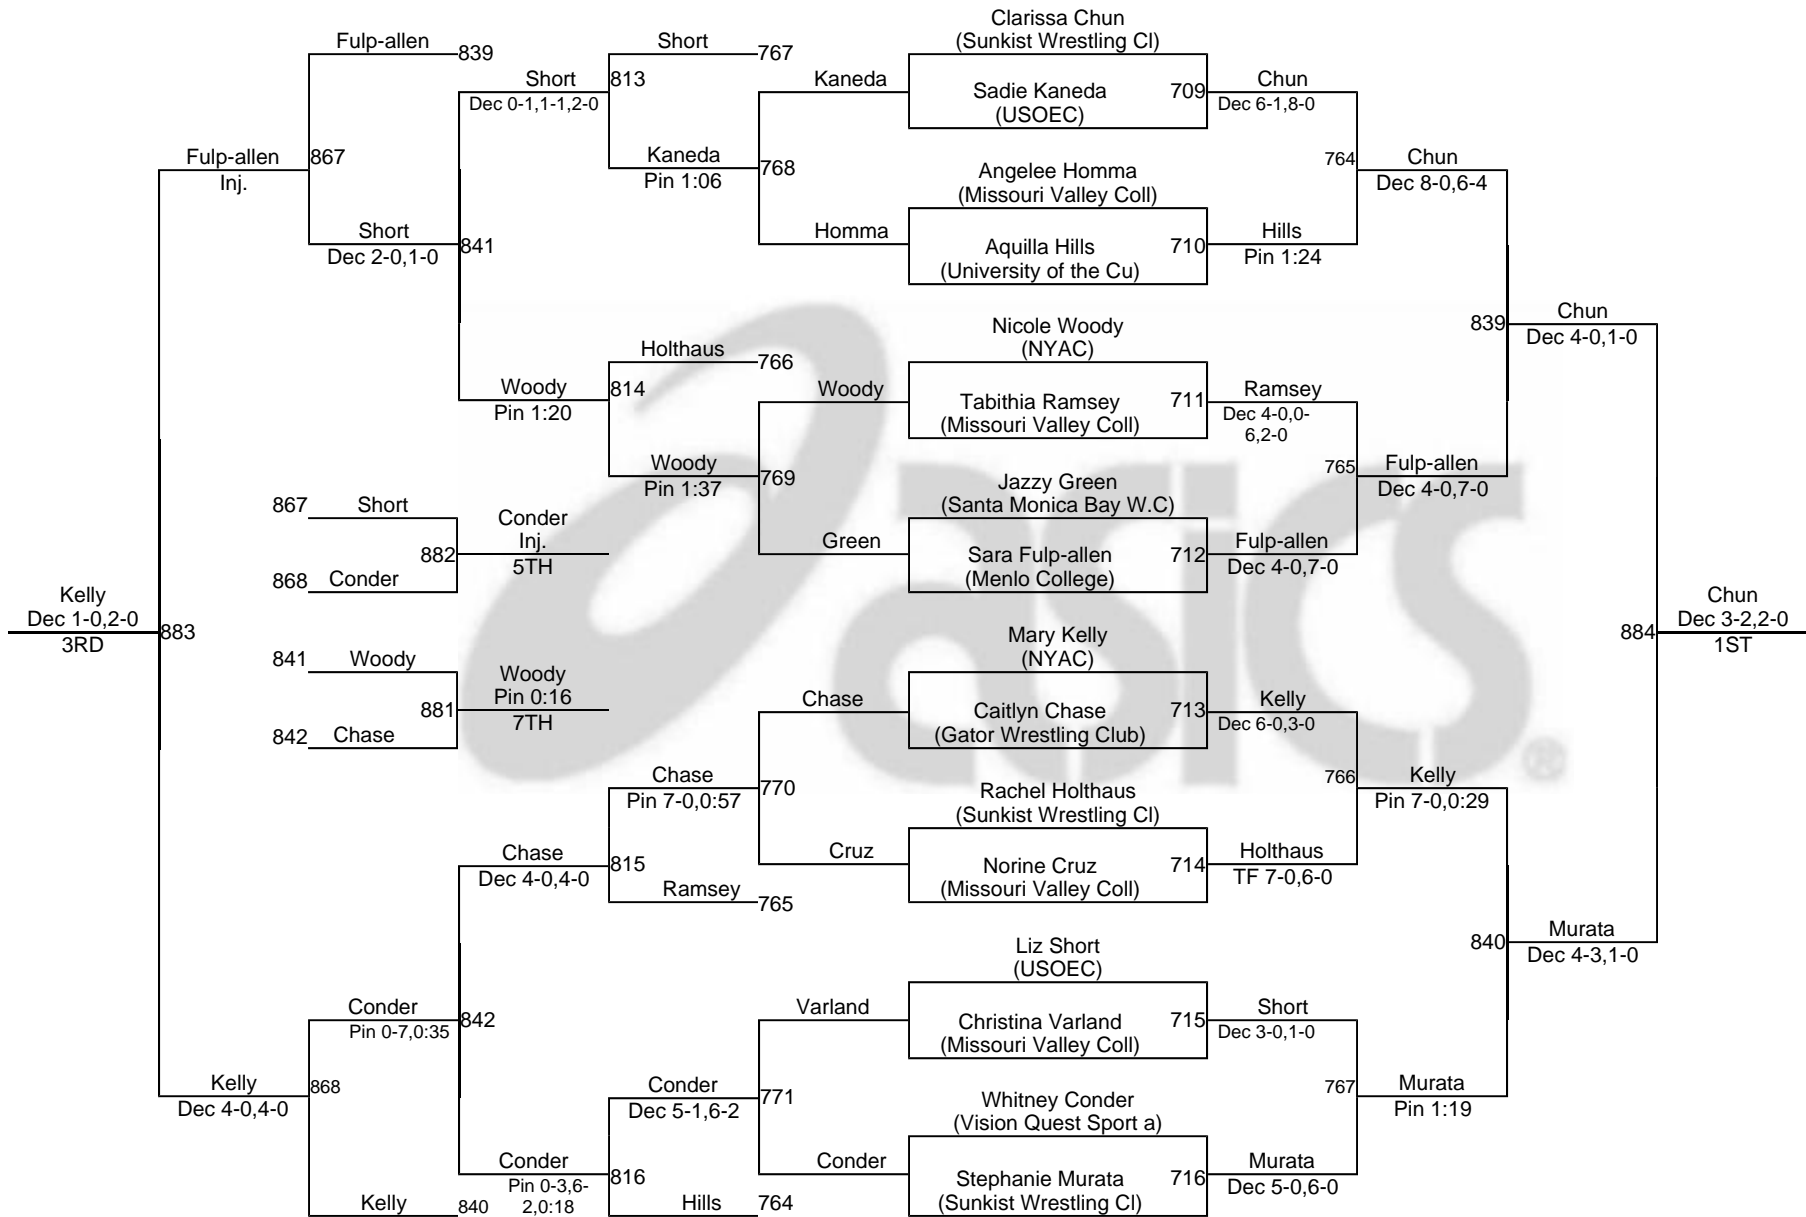 Clarissa Chun
Fulp-allen
839
Short
767
(Sunkist Wrestling Cl)
Short
813
Kaneda
Sadie Kaneda
709
Chun
Dec 0-1,1-1,2-0
(USOEC)
Dec 6-1,8-0
Fulp-allen
867
Kaneda
768
Angelee Homma
764
Chun
Inj.
Pin 1:06
(Missouri Valley Coll)
Dec 8-0,6-4
Short
841
Homma
Aquilla Hills
710
Hills
Dec 2-0,1-0
(University of the Cu)
Pin 1:24
Nicole Woody
839
Chun
Holthaus
766
(NYAC)
Dec 4-0,1-0
Woody
814
Woody
Tabithia Ramsey
711
Ramsey
Pin 1:20
(Missouri Valley Coll)
Dec 4-0,0-
6,2-0
Woody
769
Jazzy Green
765
Fulp-allen
Pin 1:37
(Santa Monica Bay W.C)
Dec 4-0,7-0
867
Short
Conder
882
Inj.
Green
Sara Fulp-allen
712
Fulp-allen
5TH
(Menlo College)
Dec 4-0,7-0
868
Conder
Kelly
Chun
Dec 1-0,2-0
883
Mary Kelly
884
Dec 3-2,2-0
3RD
(NYAC)
1ST
841
Woody
Woody
881
Pin 0:16
Chase
Caitlyn Chase
713
Kelly
7TH
(Gator Wrestling Club)
Dec 6-0,3-0
842
Chase
asics
®
Chase
770
Rachel Holthaus
766
Kelly
Pin 7-0,0:57
(Sunkist Wrestling Cl)
Pin 7-0,0:29
Chase
815
Cruz
Norine Cruz
714
Holthaus
Dec 4-0,4-0
(Missouri Valley Coll)
TF 7-0,6-0
Ramsey
765
Liz Short
840
Murata
(USOEC)
Dec 4-3,1-0
Conder
842
Varland
Christina Varland
715
Short
Pin 0-7,0:35
(Missouri Valley Coll)
Dec 3-0,1-0
Kelly
868
Conder
771
Whitney Conder
767
Murata
Dec 4-0,4-0
Dec 5-1,6-2
(Vision Quest Sport a)
Pin 1:19
Conder
816
Conder
Stephanie Murata
716
Murata
Pin 0-3,6-
2,0:18
(Sunkist Wrestling Cl)
Dec 5-0,6-0
Kelly
840
Hills
764